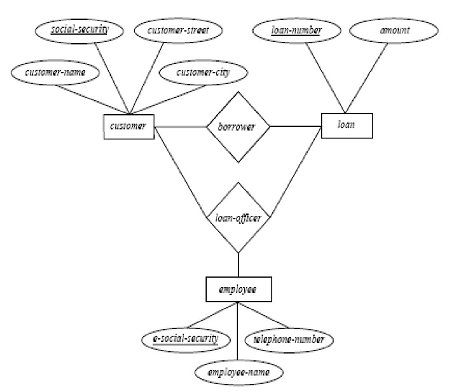 social-security
customer-street
loan-number
amount
customer-name
customer-city
customer
borrower
loan
loan-officer
employee
e-social-security
telephone-number
employee-name